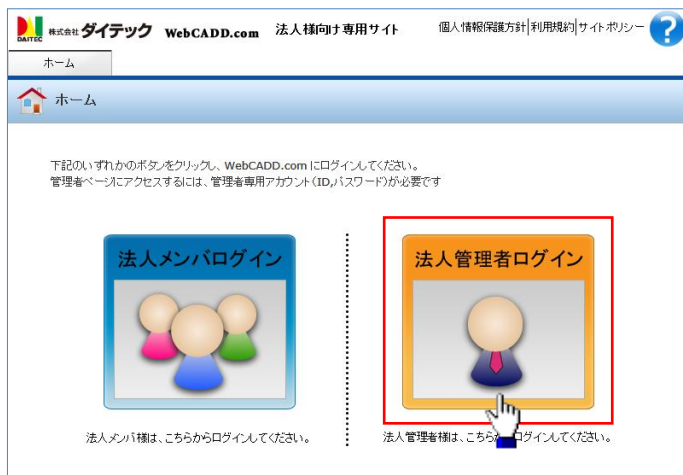 DAITEC 株式会社 ダイテック WebCADD.com 法人様向け専用サイト 個人情報保護方針|利用規約|サイトポリシー ?
ホーム
ホーム
下記のいずれかのボタンをクリックし、WebCADD.com にログインしてください。
管理者ページにアクセスするには、管理者専用アカウント(ID,パスワード)が必要です
法人メンバログイン
法人管理者ログイン
法人メンバ様は、こちらからログインしてください。
法人管理者様は、こちら ログインしてください。